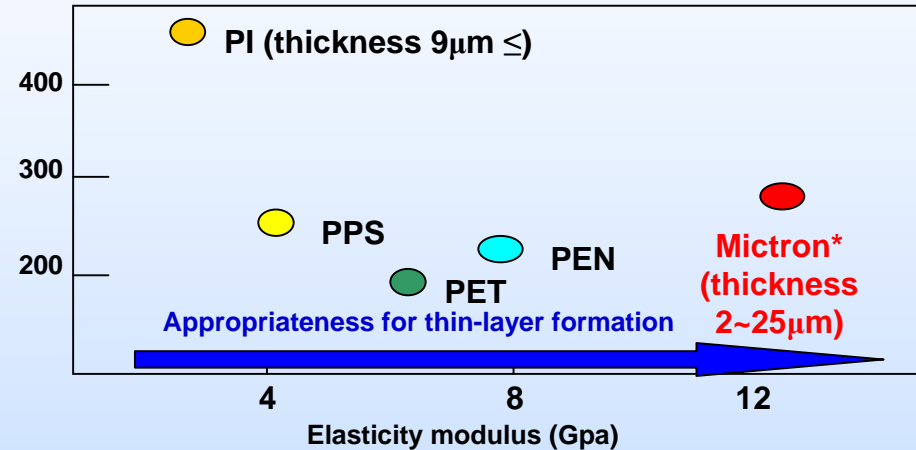 PI (thickness 9μm ≤)
400
300
200
PPS
PET
PEN
Mictron*
(thickness
2~25μm)
Appropriateness for thin-layer formation
4
8
12
Elasticity modulus (Gpa)